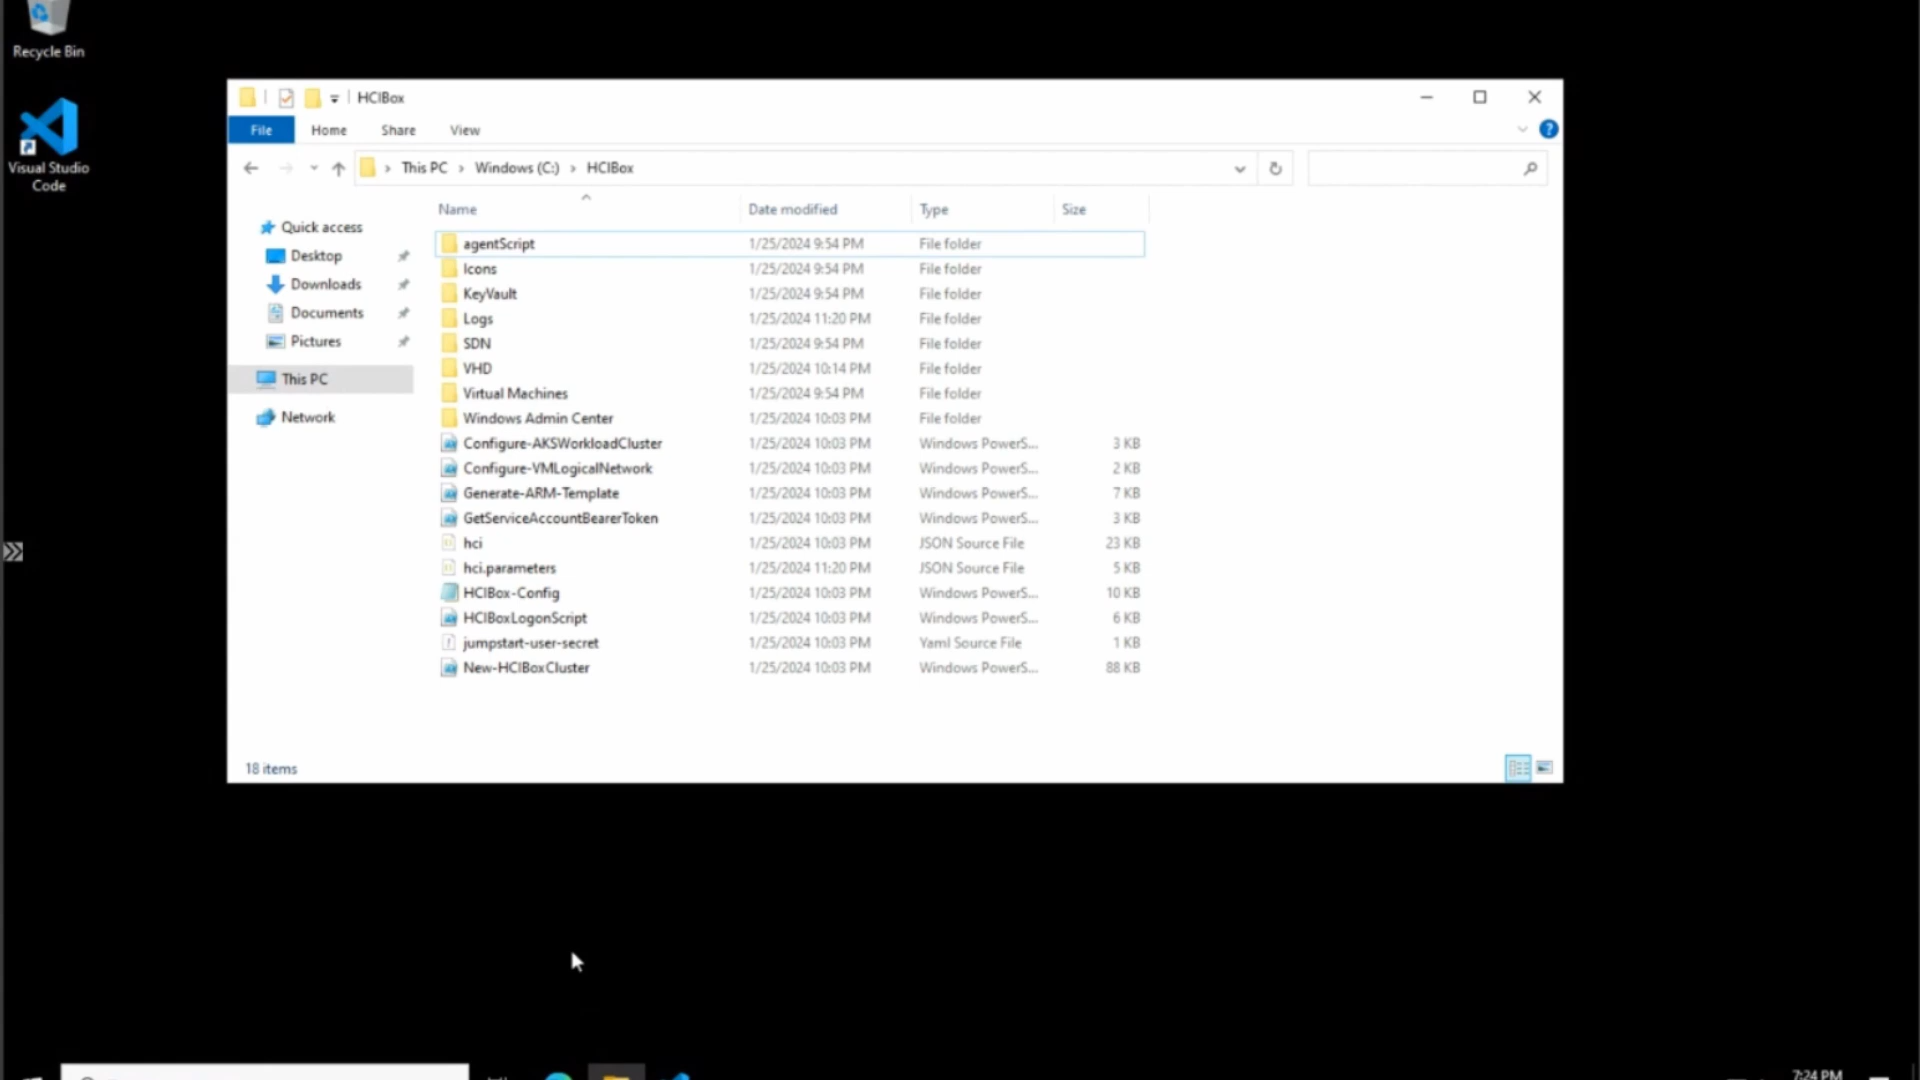 Recycle Bin
Visual Studio
Code
HCIBox
File Home Share View
This PC > Windows (C:) > HCIBox
Name Date modified Type Size
Quick access
Desktop
Downloads
Documents
Pictures
This PC
Network
agentScript 1/25/2024 9:54 PM File folder
Icons 1/25/2024 9:54 PM File folder
KeyVault 1/25/2024 9:54 PM File folder
Logs 1/25/2024 11:20 PM File folder
SDN 1/25/2024 9:54 PM File folder
VHD 1/25/2024 10:14 PM File folder
Virtual Machines 1/25/2024 9:54 PM File folder
Windows Admin Center 1/25/2024 10:03 PM File folder
Configure-AKSWorkloadCluster 1/25/2024 10:03 PM Windows PowerS... 3 KB
Configure-VMLogicalNetwork 1/25/2024 10:03 PM Windows PowerS... 2 KB
Generate-ARM-Template 1/25/2024 10:03 PM Windows PowerS... 7 KB
GetServiceAccountBearerToken 1/25/2024 10:03 PM Windows PowerS... 3 KB
hci 1/25/2024 10:03 PM JSON Source File 23 KB
hci.parameters 1/25/2024 11:20 PM JSON Source File 5 KB
HCIBox-Config 1/25/2024 10:03 PM Windows PowerS... 10 KB
HCIBoxLogonScript 1/25/2024 10:03 PM Windows PowerS... 6 KB
jumpstart-user-secret 1/25/2024 10:03 PM Yaml Source File 1 KB
New-HCIBoxCluster 1/25/2024 10:03 PM Windows PowerS... 88 KB
18 items
7:24 PM